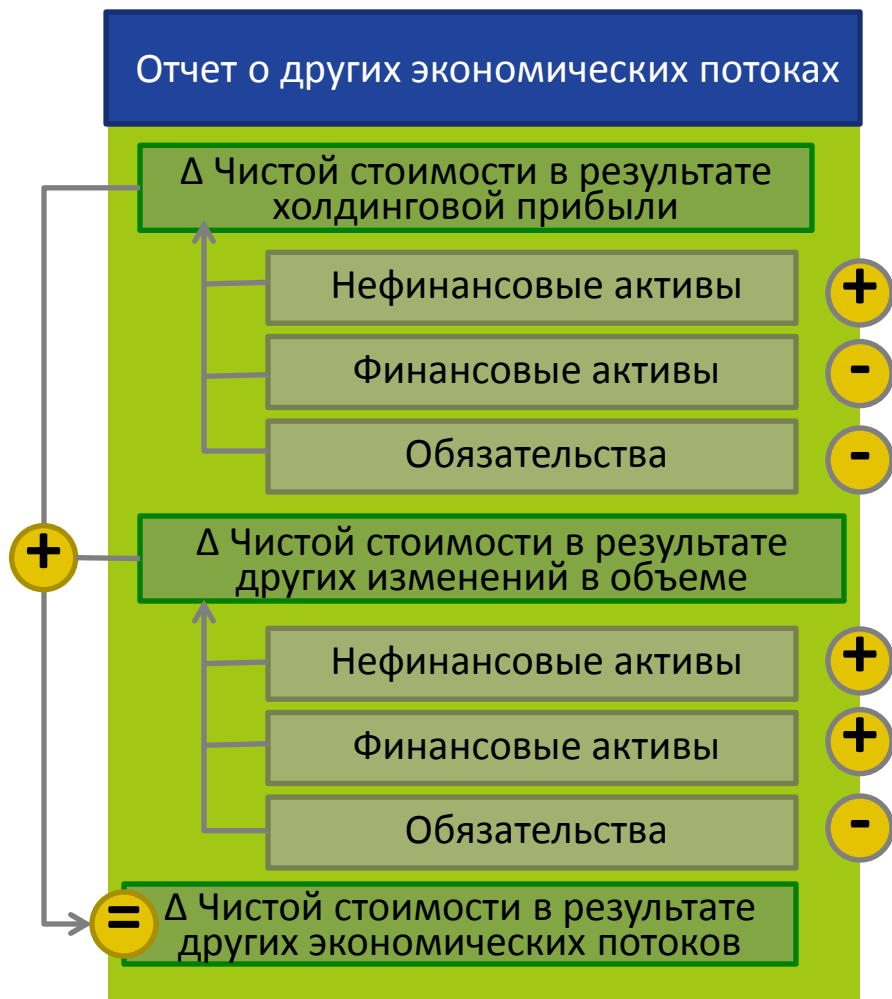 Отчет о других экономических потоках
Δ Чистой стоимости в результате
холдинговой прибыли
Нефинансовые активы
+
Финансовые активы
-
Обязательства
-
+
Δ Чистой стоимости в результате
других изменений в объеме
Нефинансовые активы
+
Финансовые активы
+
Обязательства
-
=
Δ Чистой стоимости в результате
других экономических потоков